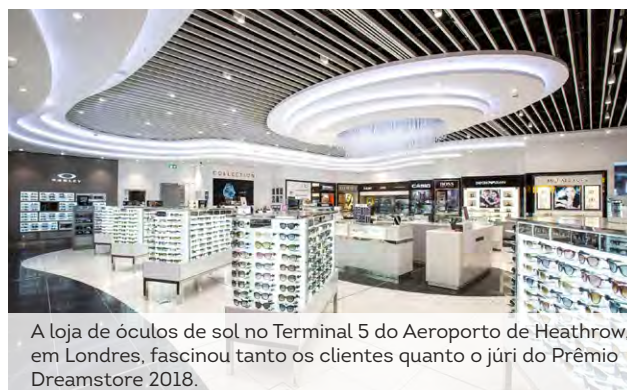 COLLECTION
OAKLEY
CASIO
BOSS
A loja de óculos de sol no Terminal 5 do Aeroporto de Heathrow,
em Londres, fascinou tanto os clientes quanto o júri do Prêmio
Dreamstore 2018.